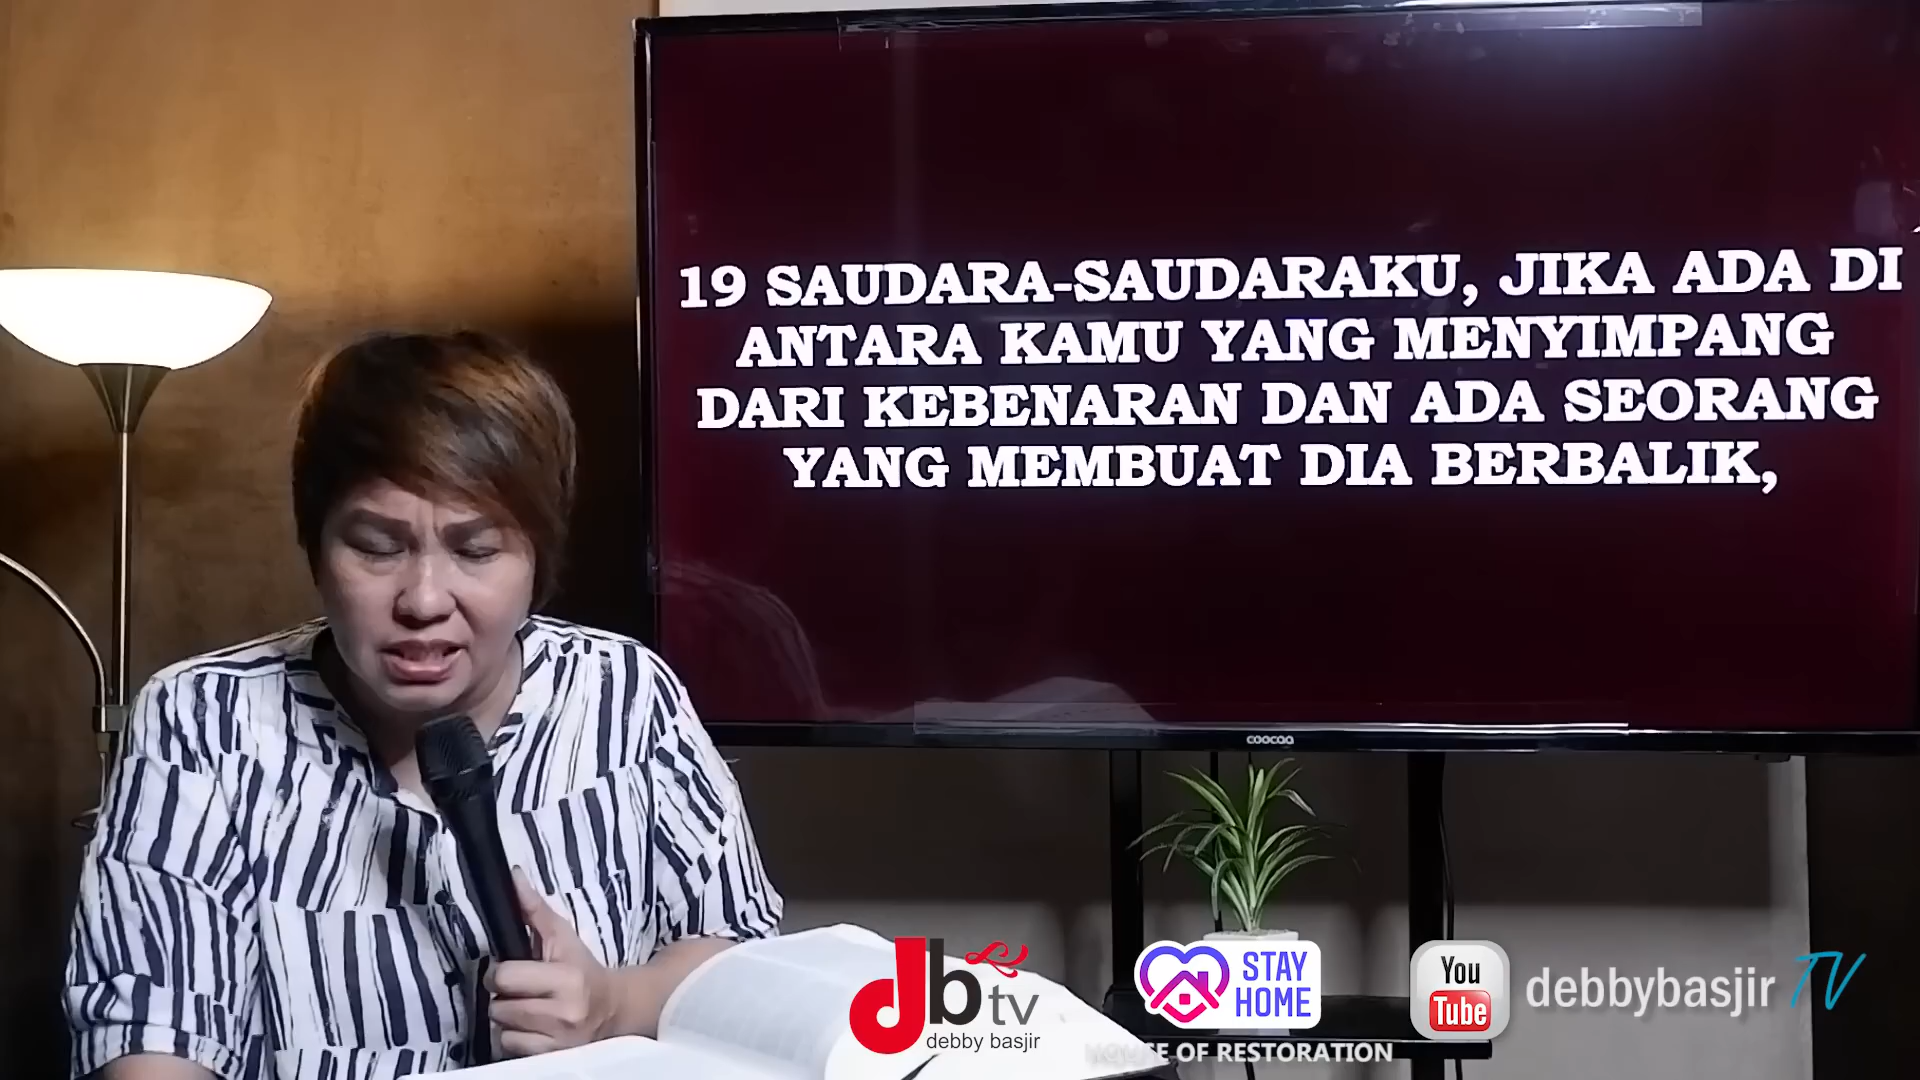 19 SAUDARA-SAUDARAKU, JIKA ADA DI
ANTARA KAMU YANG MENYIMPANG
DARI KEBENARAN DAN ADA SEORANG
YANG MEMBUAT DIA BERBALIK,
coocaa
db tv
debby basjir
STAY
HOME
You
Tube
debbybasjir TV
HOUSE OF RESTORATION